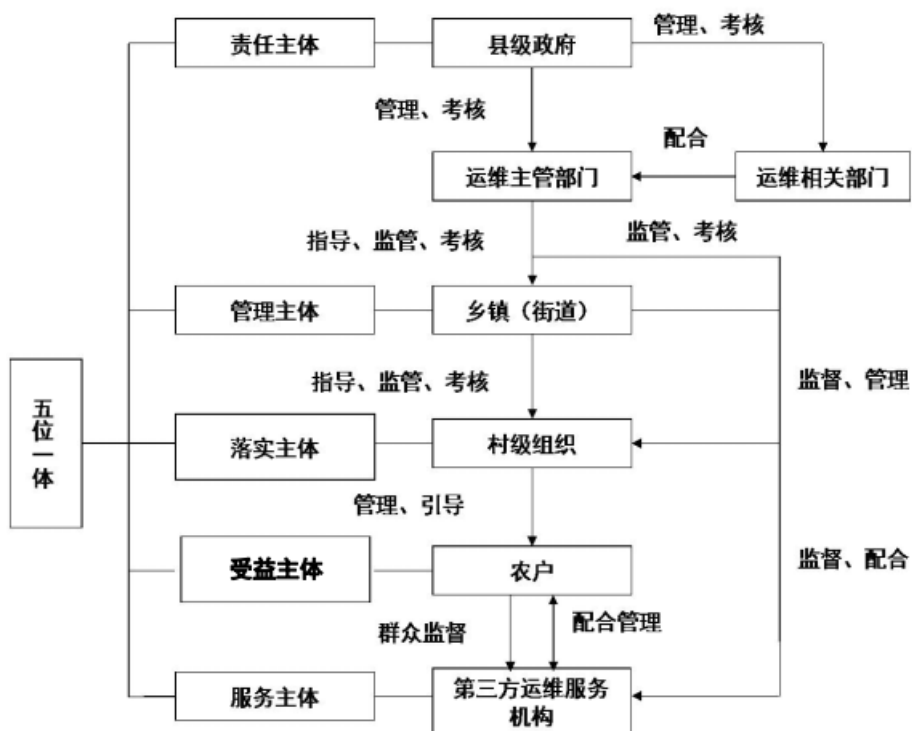 责任主体
县级政府
管理、考核
管理、考核
配合
运维主管部门
运维相关部门
指导、监管、考核
监管、考核
管理主体
乡镇（街道）
指导、监管、考核
监督、管理
五位一体
落实主体
村级组织
管理、引导
受益主体
农户
监督、配合
群众监督
配合管理
服务主体
第三方运维服务
机构